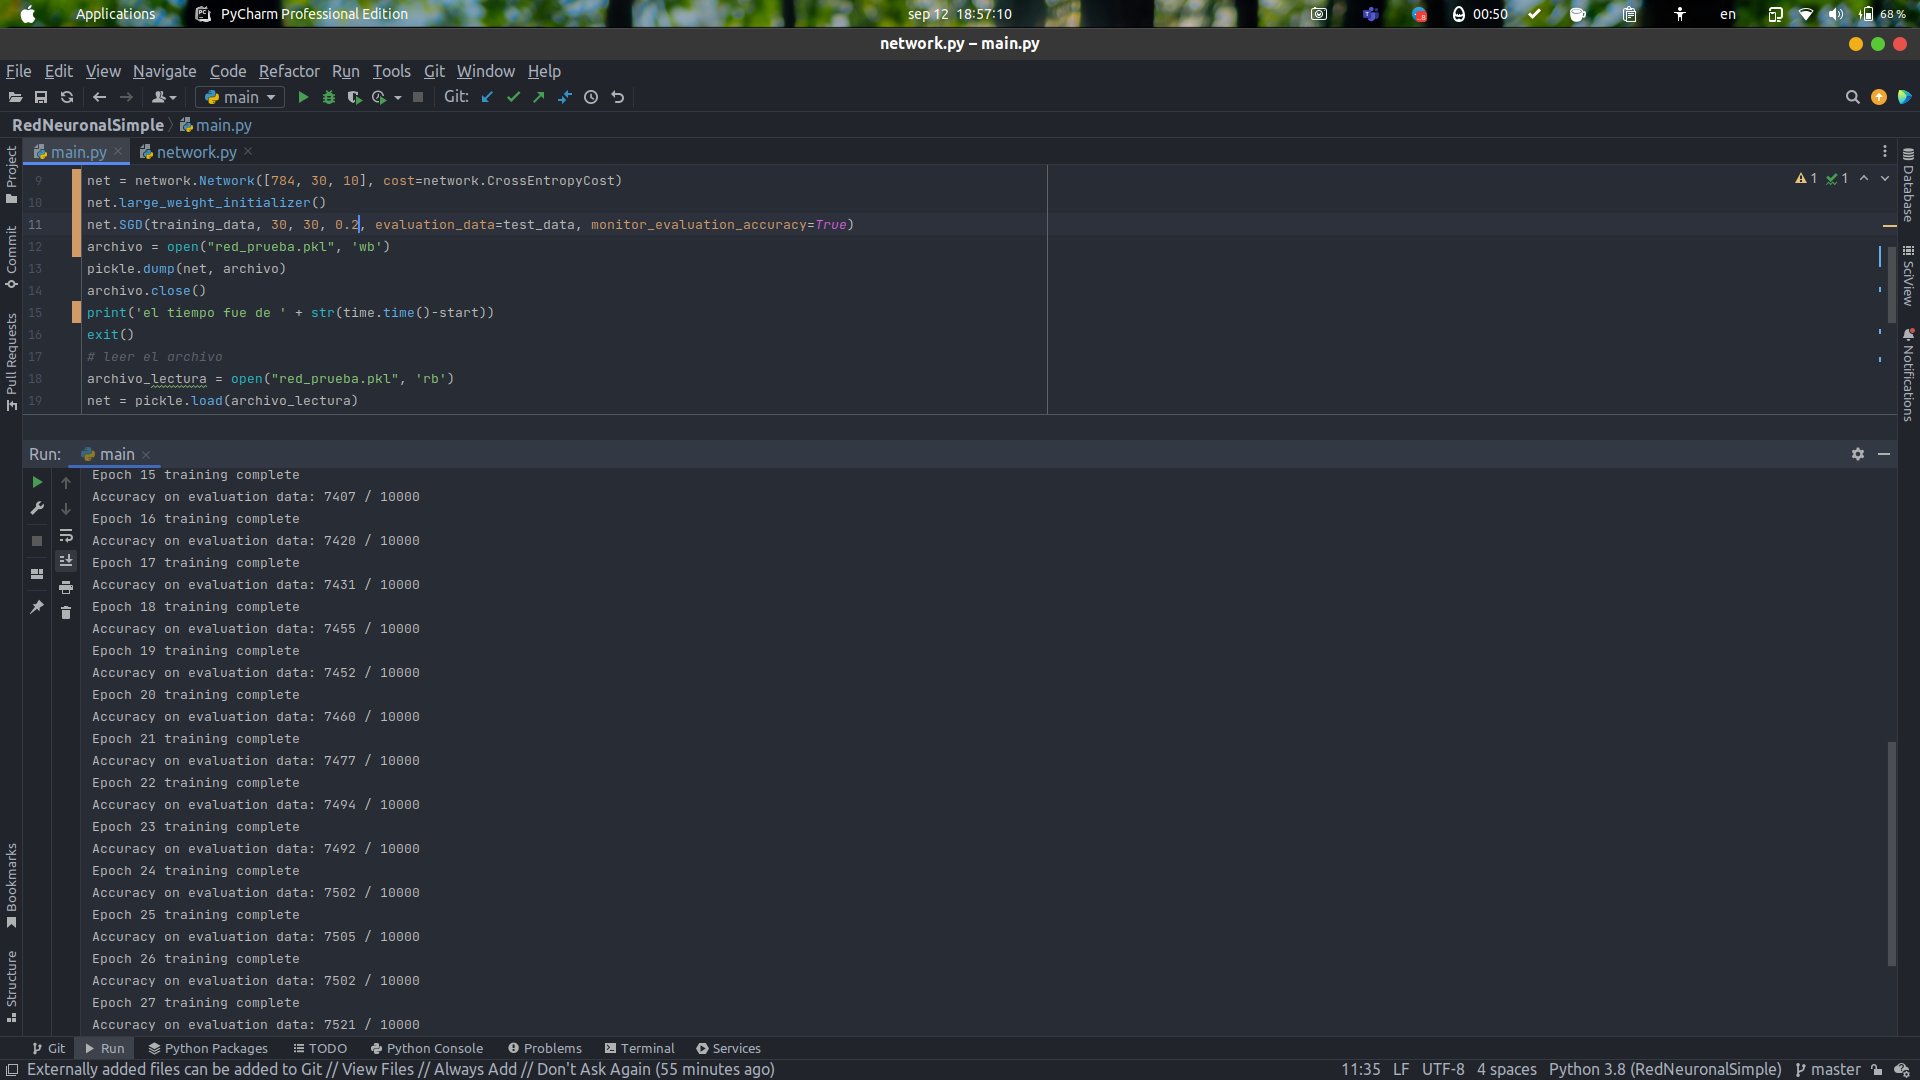 Applications PyCharm Professional Edition sep 12 18:57:10 00:50 en 68 %
network.py – main.py
File Edit View Navigate Code Refactor Run Tools Git Window Help
main Git:
RedNeuronalSimple main.py
main.py network.py
9 net = network.Network([784, 30, 10], cost=network.CrossEntropyCost)
10 net.large_weight_initializer()
11 net.SGD(training_data, 30, 30, 0.2, evaluation_data=test_data, monitor_evaluation_accuracy=True)
12 archivo = open("red_prueba.pkl", 'wb')
13 pickle.dump(net, archivo)
14 archivo.close()
15 print('el tiempo fue de ' + str(time.time()-start))
16 exit()
17 # leer el archivo
18 archivo_lectura = open("red_prueba.pkl", 'rb')
19 net = pickle.load(archivo_lectura)
1 1
Project
Commit
Pull Requests
Bookmarks
Structure
Database
SciView
Notifications
Run: main
Epoch 15 training complete
Accuracy on evaluation data: 7407 / 10000
Epoch 16 training complete
Accuracy on evaluation data: 7420 / 10000
Epoch 17 training complete
Accuracy on evaluation data: 7431 / 10000
Epoch 18 training complete
Accuracy on evaluation data: 7455 / 10000
Epoch 19 training complete
Accuracy on evaluation data: 7452 / 10000
Epoch 20 training complete
Accuracy on evaluation data: 7460 / 10000
Epoch 21 training complete
Accuracy on evaluation data: 7477 / 10000
Epoch 22 training complete
Accuracy on evaluation data: 7494 / 10000
Epoch 23 training complete
Accuracy on evaluation data: 7492 / 10000
Epoch 24 training complete
Accuracy on evaluation data: 7502 / 10000
Epoch 25 training complete
Accuracy on evaluation data: 7505 / 10000
Epoch 26 training complete
Accuracy on evaluation data: 7502 / 10000
Epoch 27 training complete
Accuracy on evaluation data: 7521 / 10000
Git Run Python Packages TODO Python Console Problems Terminal Services
Externally added files can be added to Git // View Files // Always Add // Don't Ask Again (55 minutes ago) 11:35 LF UTF-8 4 spaces Python 3.8 (RedNeuronalSimple) master